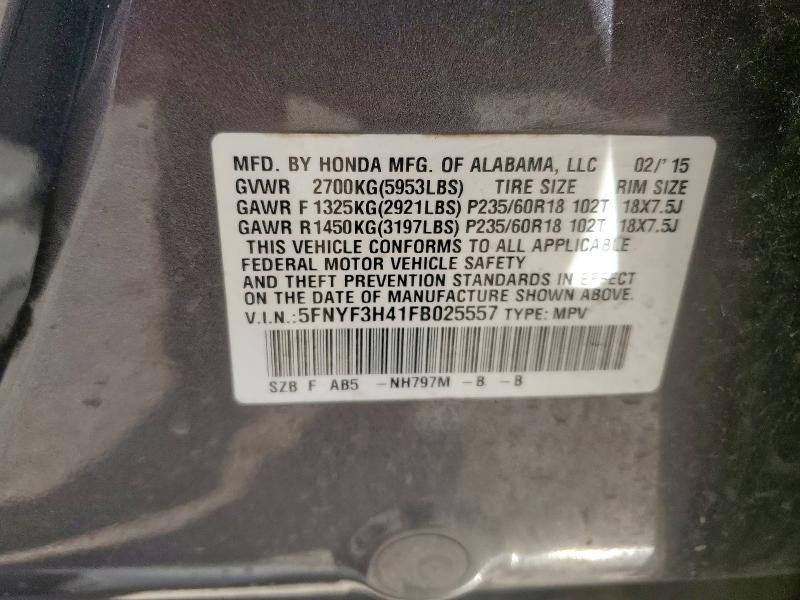 MFD. BY HONDA MFG. OF ALABAMA, LLC 02/'15
GVWR 2700KG(5953LBS) TIRE SIZE RIM SIZE
GAWR F 1325KG(2921LBS) P235/60R18 102T 18X7.5J
GAWR R1450KG(3197LBS) P235/60R18 102T 18X7.5J
THIS VEHICLE CONFORMS TO ALL APPLICABLE
FEDERAL MOTOR VEHICLE SAFETY
AND THEFT PREVENTION STANDARDS IN EFFECT
ON THE DATE OF MANUFACTURE SHOWN ABOVE.
V.I.N.:5FNYF3H41FB025557 TYPE: MPV
SZB F AB5 -NH797M -B -B